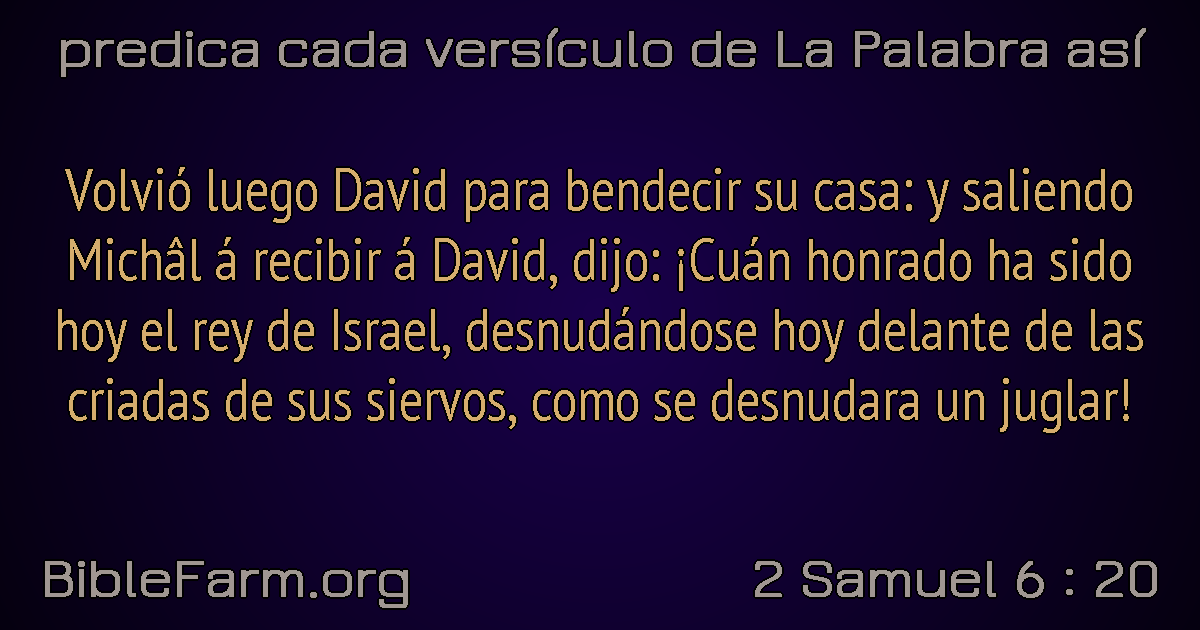 predica cada versículo de La Palabra así
Volvió luego David para bendecir su casa: y saliendo
Michâl á recibir á David, dijo: ¡Cuán honrado ha sido
hoy el rey de Israel, desnudándose hoy delante de las
criadas de sus siervos, como se desnudara un juglar!
BibleFarm.org
2 Samuel 6 : 20